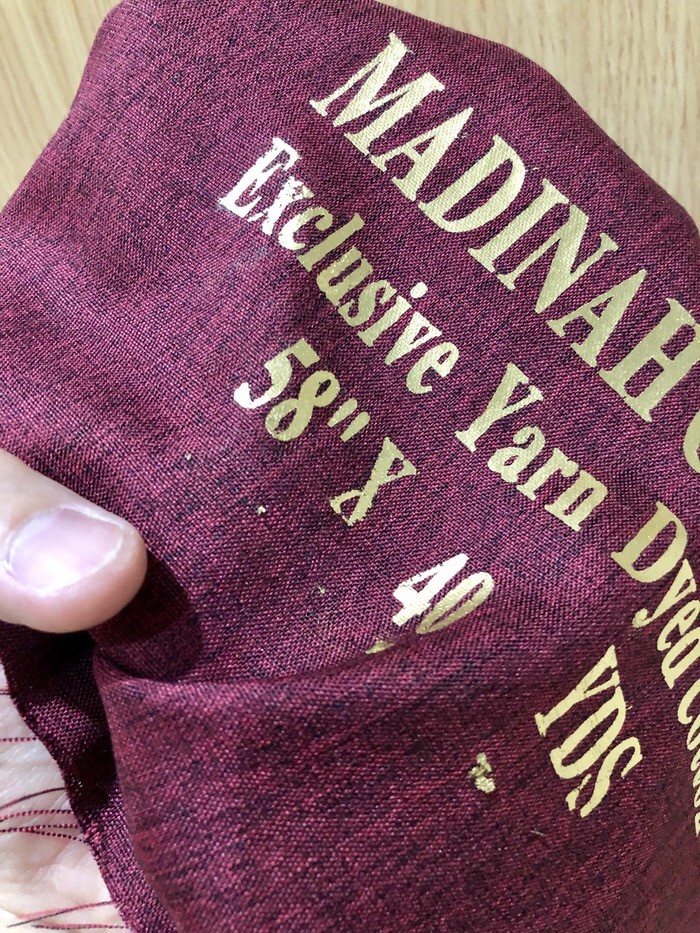 MADINAH
Exclusive Yarn Dyed
58" X 40 YDS